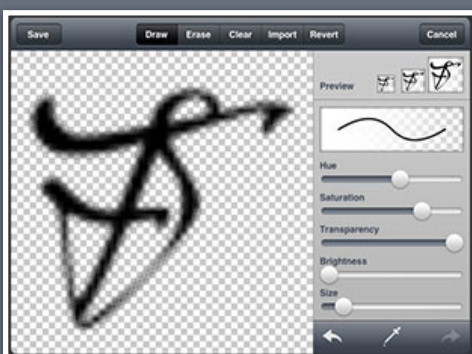 Save Draw Erase Clear Import Revert Cancel
Preview
Hue
Saturation
Transparency
Brightness
Size